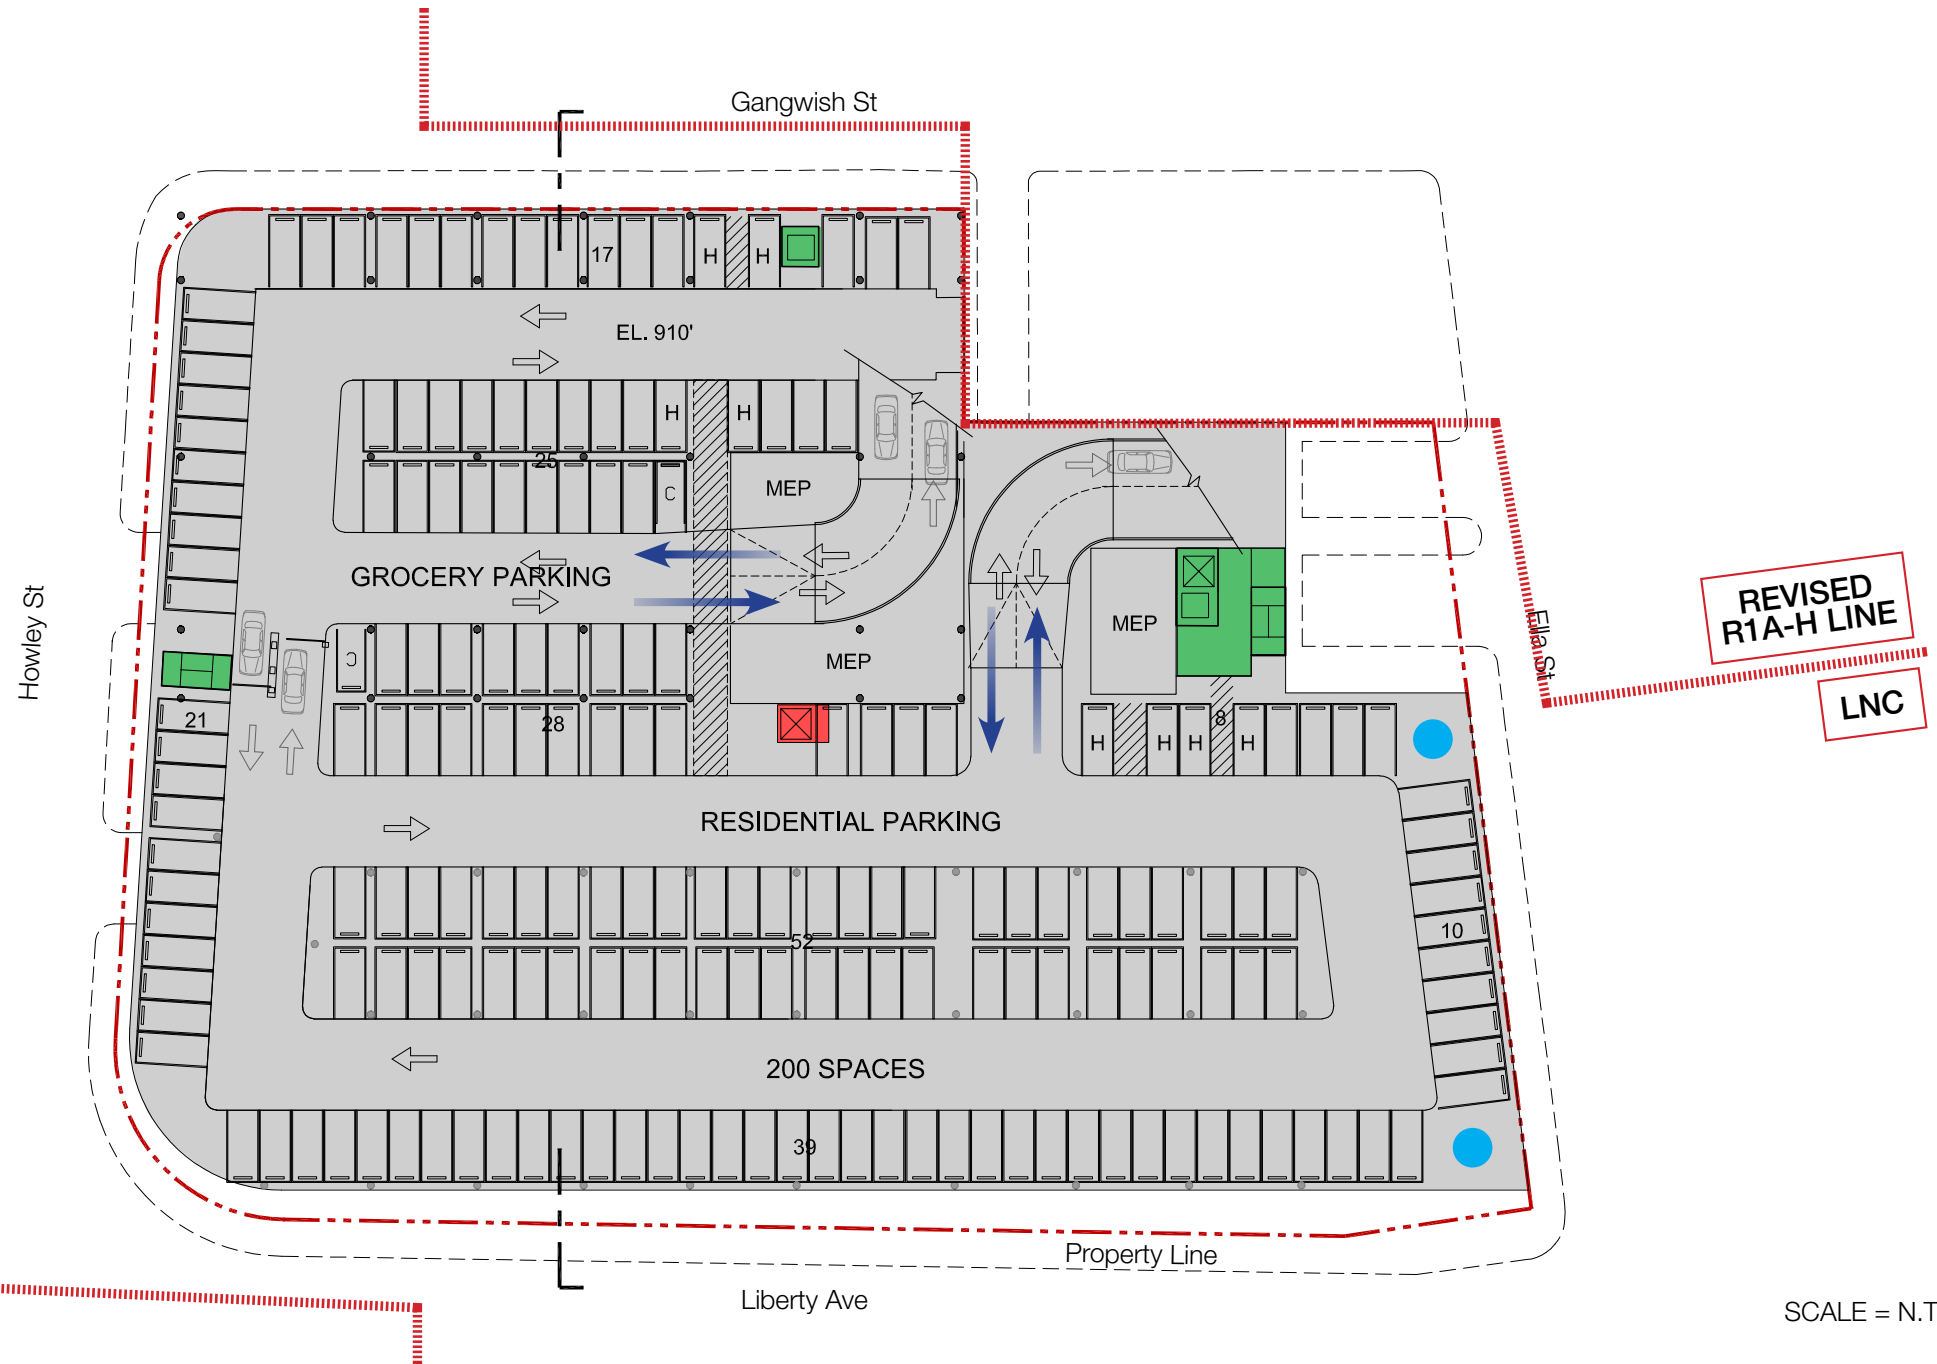 Gangwish St
17
H
H
EL. 910'
H
H
25
C
MEP
GROCERY PARKING
MEP
MEP
C
Howley St
Ella St
REVISED
R1A-H LINE
LNC
21
28
H
H
H
8
H
RESIDENTIAL PARKING
52
10
200 SPACES
39
Property Line
Liberty Ave
SCALE = N.T